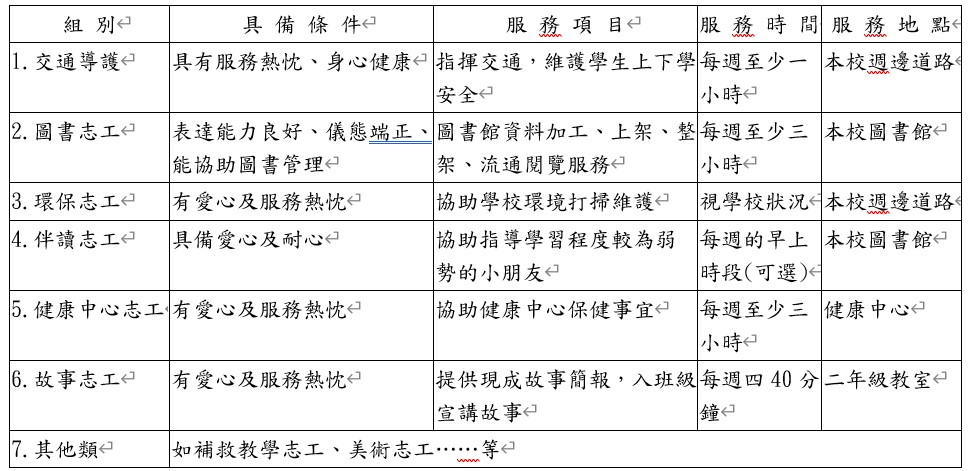 組別 具備條件 服務項目 服務時間 服務地點
1.交通導護 具有服務熱忱、身心健康 指揮交通，維護學生上下學 每週至少一 本校週邊道路
安全 小時
2.圖書志工 表達能力良好、儀態端正、 圖書館資料加工、上架、整 每週至少三 本校圖書館
能協助圖書管理 架、流通閱覽服務 小時
3.環保志工 有愛心及服務熱忱 協助學校環境打掃維護 視學校狀況 本校週邊道路
4.伴讀志工 具備愛心及耐心 協助指導學習程度較為弱 每週的早上 本校圖書館
勢的小朋友 時段(可選)
5.健康中心志工 有愛心及服務熱忱 協助健康中心保健事宜 每週至少三 健康中心
小時
6.故事志工 有愛心及服務熱忱 提供現成故事簡報，入班級 每週四 40 分 二年級教室
宣講故事 鐘
7.其他類 如補救教學志工、美術志工……等